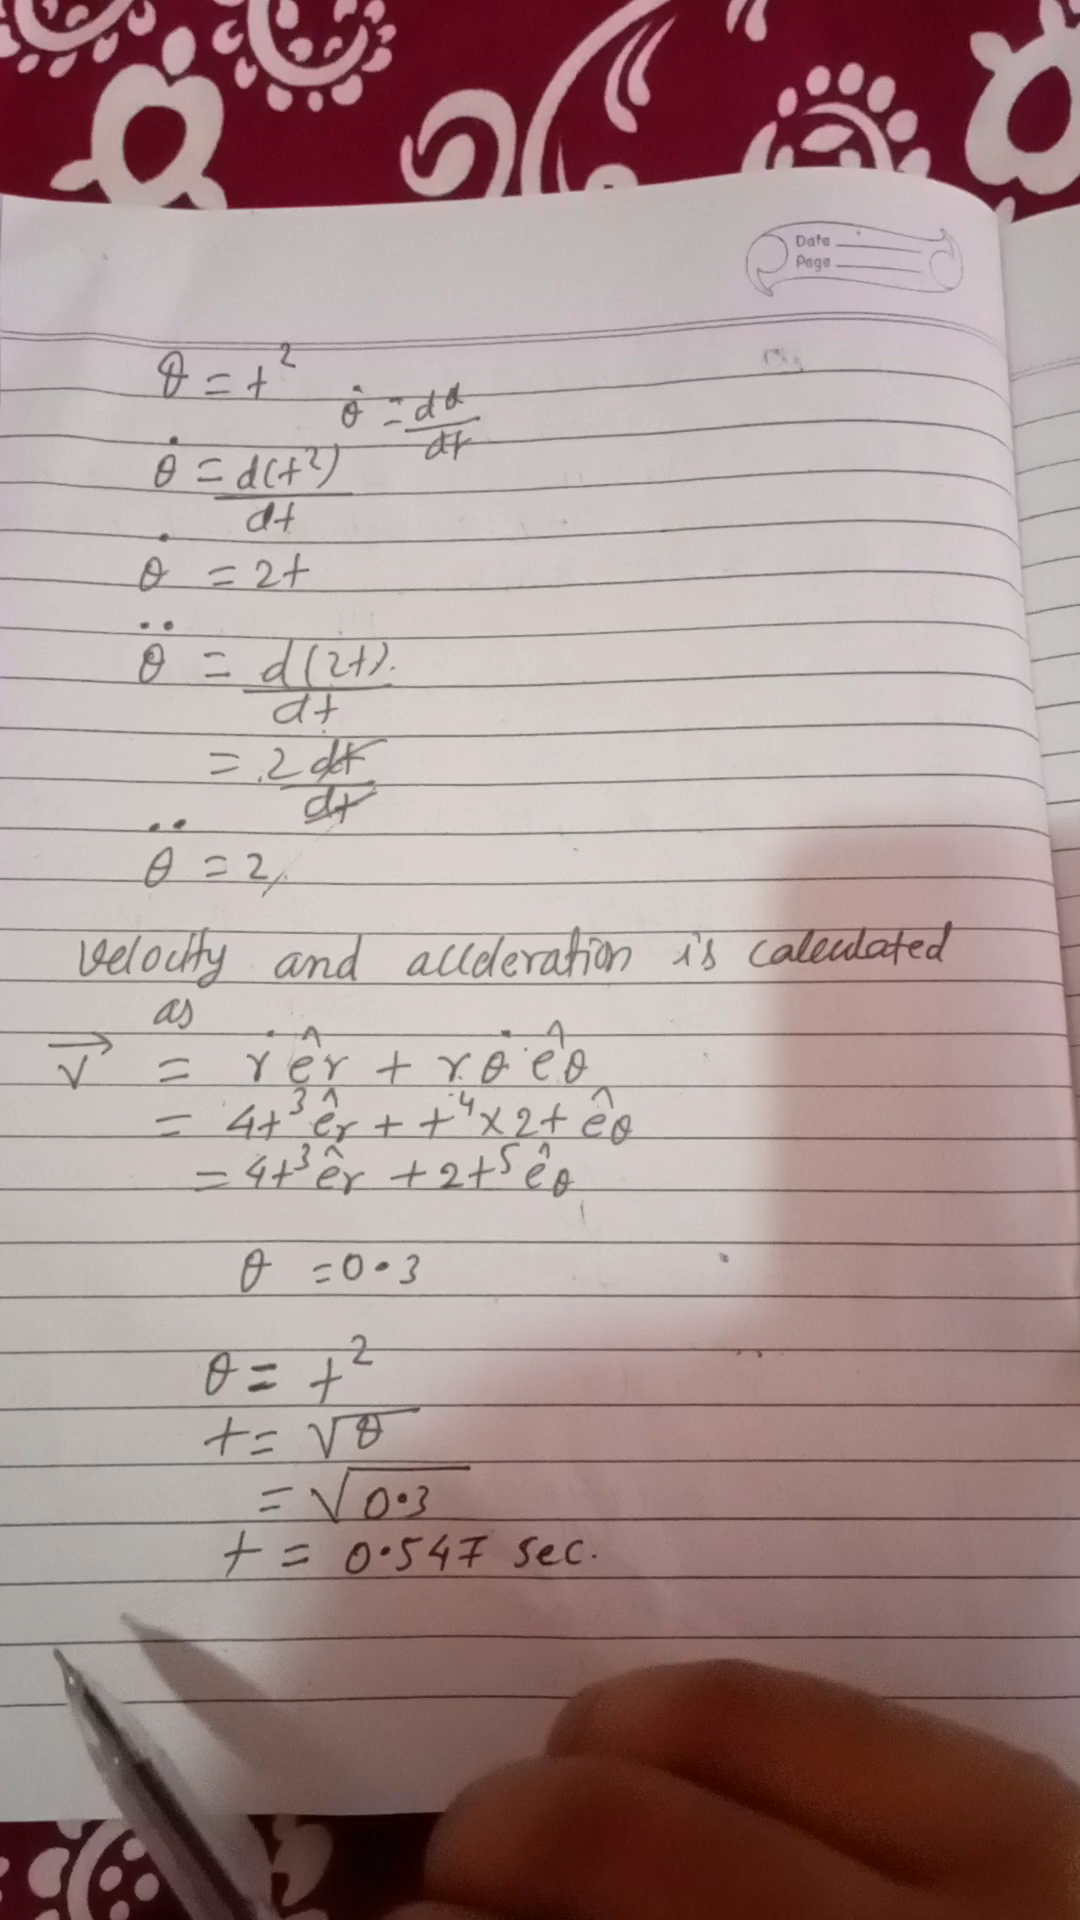 Date
Page
θ = t²
θ̇ = dθ/dt
θ̇ = d(t²)/dt
θ̇ = 2t
θ̈ = d(2t)/dt
= 2 dt/dt
θ̈ = 2
velocity and acceleration is calculated
as
v⃗ = ṙ êr + r θ̇ êθ
= 4t³ êr + t⁴ × 2t êθ
= 4t³ êr + 2t⁵ êθ
θ = 0.3
θ = t²
t = √θ
= √0.3
t = 0.547 sec.